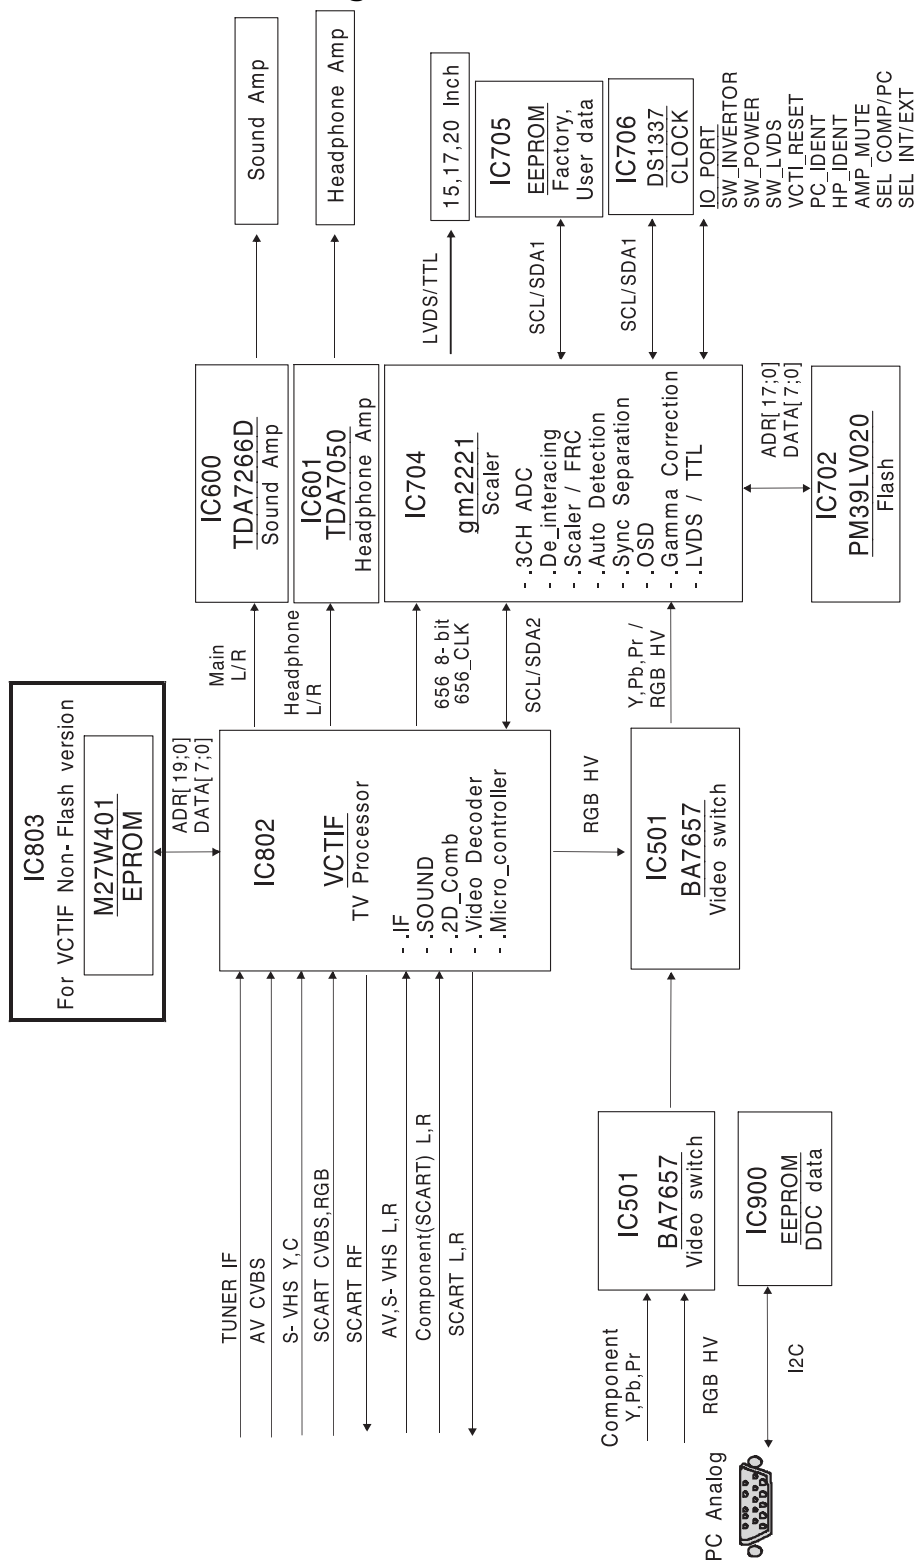 IC803
For VCTIF Non-Flash version
M27W401
EPROM
ADR[19;0]
DATA[7;0]
TUNER IF
AV CVBS
S-VHS Y,C
SCART CVBS,RGB
SCART RF
AV,S-VHS L,R
Component(SCART) L,R
SCART L,R
IC802
VCTIF
TV Processor
- .IF
- .SOUND
- .2D_Comb
- .Video Decoder
- .Micro_controller
Main
L/R
Headphone
L/R
656 8-bit
656_CLK
SCL/SDA2
IC600
TDA7266D
Sound Amp
IC601
TDA7050
Headphone Amp
Sound Amp
Headphone Amp
IC704
gm2221
Scaler
- .3CH ADC
- .De_interacing
- .Scaler / FRC
- .Auto Detection
- .Sync Separation
- .OSD
- .Gamma Correction
- .LVDS / TTL
LVDS/TTL
15,17,20 Inch
SCL/SDA1
IC705
EEPROM
Factory,
User data
SCL/SDA1
IC706
DS1337
CLOCK
IO_PORT
SW_INVERTOR
SW_POWER
SW_LVDS
VCTI_RESET
PC_IDENT
HP_IDENT
AMP_MUTE
SEL COMP/PC
SEL INT/EXT
ADR[17;0]
DATA[7;0]
IC702
PM39LV020
Flash
RGB HV
Y,Pb,Pr /
RGB HV
IC501
BA7657
Video switch
IC501
BA7657
Video switch
Component
Y,Pb,Pr
RGB HV
IC900
EEPROM
DDC data
I2C
PC Analog